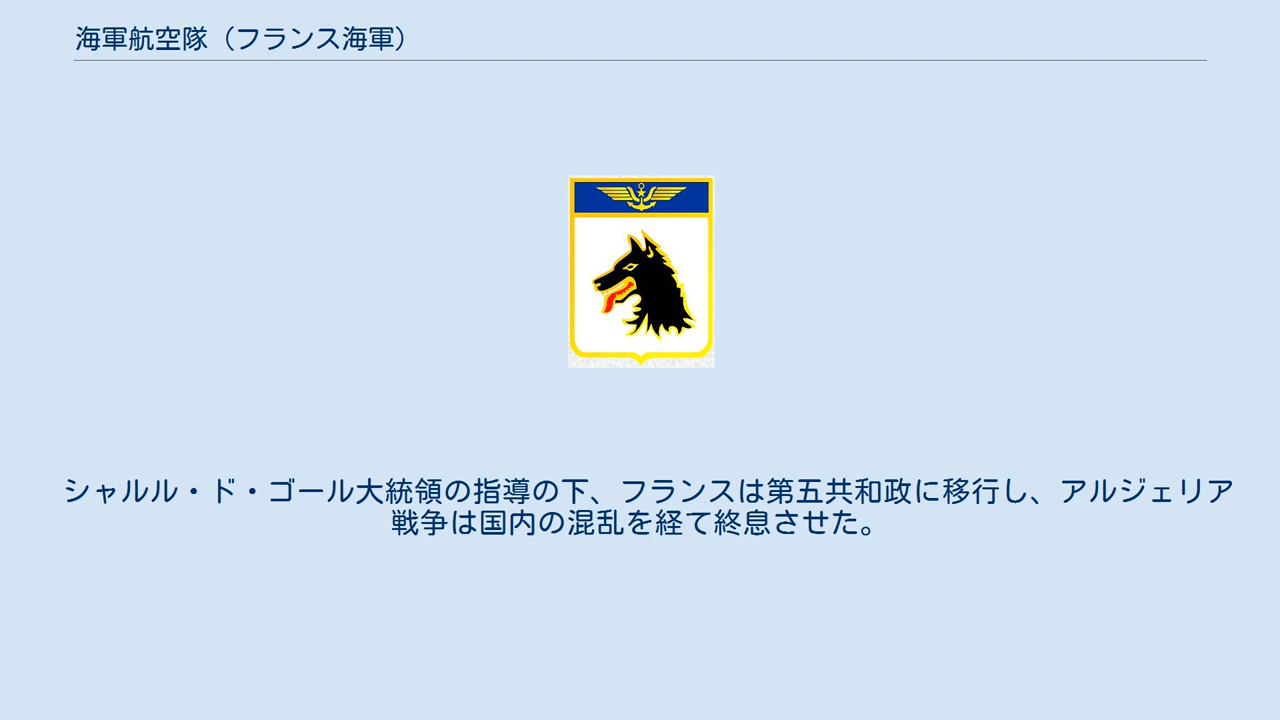 海軍航空隊（フランス海軍）
シャルル・ド・ゴール大統領の指導の下、フランスは第五共和政に移行し、アルジェリア
戦争は国内の混乱を経て終息させた。